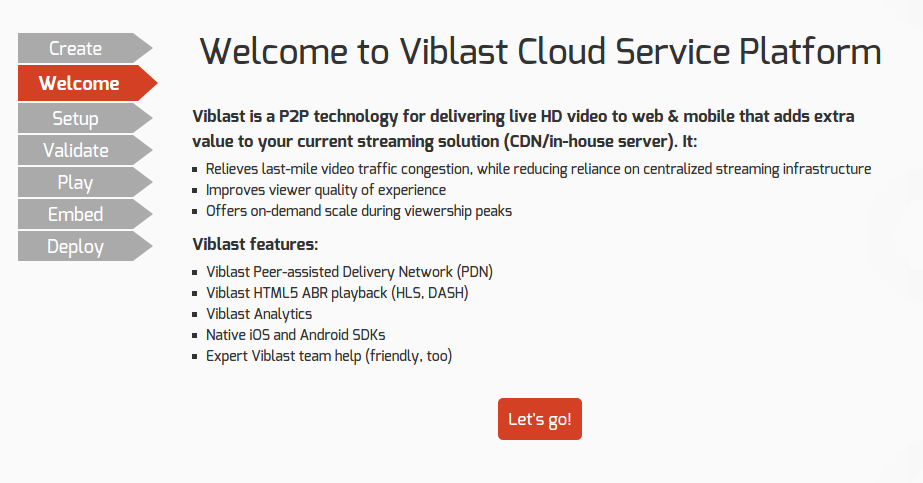 Create
Welcome
Setup
Validate
Play
Embed
Deploy
Welcome to Viblast Cloud Service Platform
Viblast is a P2P technology for delivering live HD video to web & mobile that adds extra
value to your current streaming solution (CDN/in-house server). It:
Relieves last-mile video traffic congestion, while reducing reliance on centralized streaming infrastructure
Improves viewer quality of experience
Offers on-demand scale during viewership peaks
Viblast features:
Viblast Peer-assisted Delivery Network (PDN)
Viblast HTML5 ABR playback (HLS, DASH)
Viblast Analytics
Native iOS and Android SDKs
Expert Viblast team help (friendly, too)
Let's go!